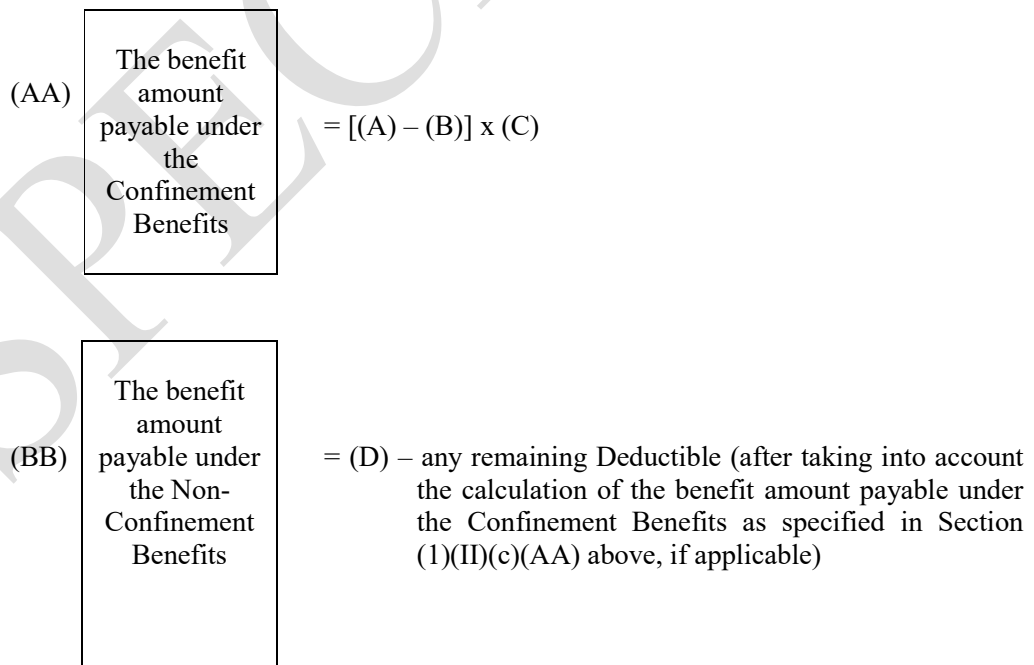 The benefit
(AA) amount
payable under = [(A) – (B)] x (C)
the
Confinement
Benefits
The benefit
amount
(BB) payable under = (D) – any remaining Deductible (after taking into account
the Non- the calculation of the benefit amount payable under
Confinement the Confinement Benefits as specified in Section
Benefits (1)(II)(c)(AA) above, if applicable)
SPEC